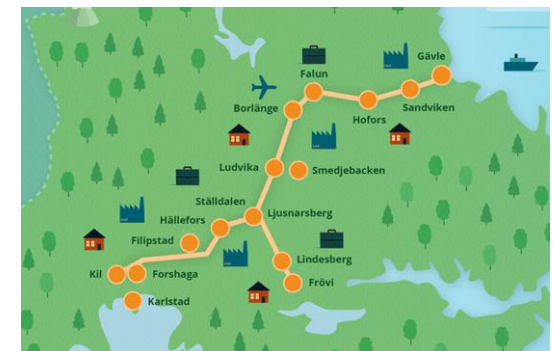 Gävle
Falun
Sandviken
Borlänge
Hofors
Ludvika
Smedjebacken
Ställdalen
Ljusnarsberg
Hällefors
Filipstad
Lindesberg
Kil
Forshaga
Frövi
Karlstad